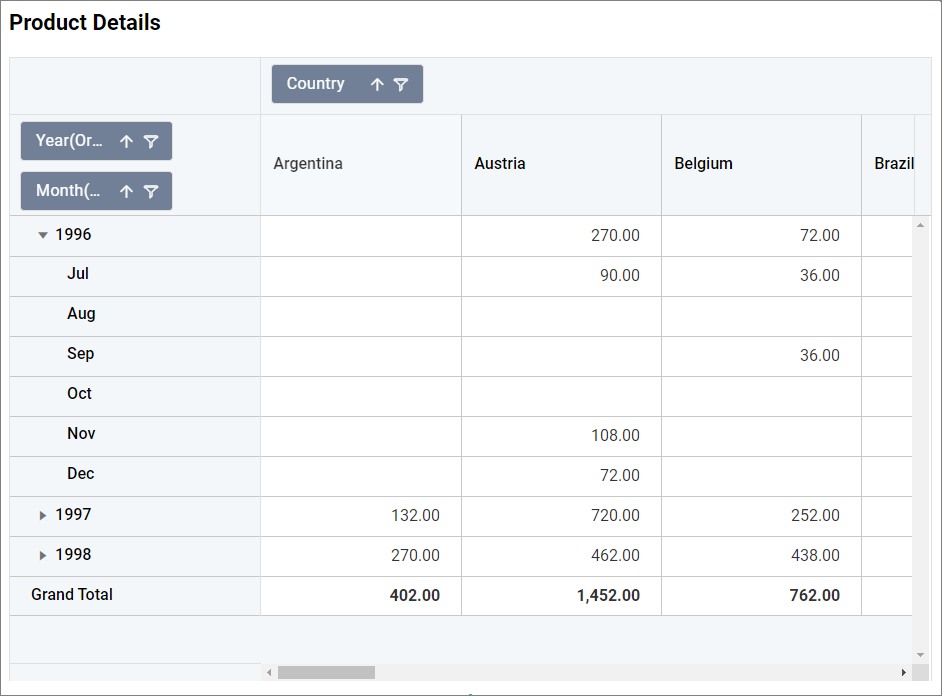 Product Details
Country
Year(Or...
Month(...
Argentina Austria Belgium Brazil
1996 270.00 72.00
Jul 90.00 36.00
Aug
Sep 36.00
Oct
Nov 108.00
Dec 72.00
1997 132.00 720.00 252.00
1998 270.00 462.00 438.00
Grand Total 402.00 1,452.00 762.00